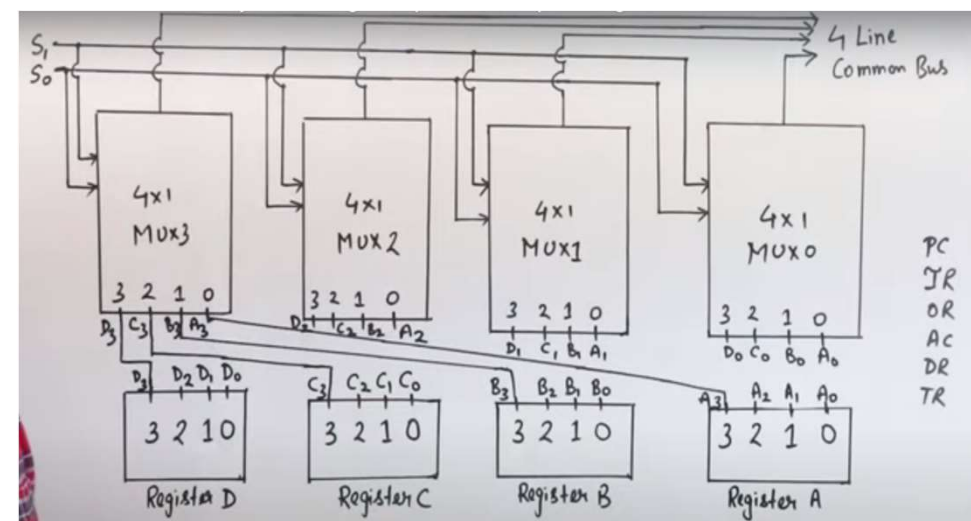 4 Line
Common Bus
S₁
S₀
4x1
MUX3
4x1
MUX2
4x1
MUX1
4x1
MUX0
3 2 1 0
3 2 1 0
3 2 1 0
3 2 1 0
D₃ C₃ B₃ A₃
D₂ C₂ B₂ A₂
D₁ C₁ B₁ A₁
D₀ C₀ B₀ A₀
D₃ D₂ D₁ D₀
C₃ C₂ C₁ C₀
B₃ B₂ B₁ B₀
A₃ A₂ A₁ A₀
3 2 1 0
3 2 1 0
3 2 1 0
3 2 1 0
Register D
Register C
Register B
Register A
PC
IR
OR
AC
DR
TR